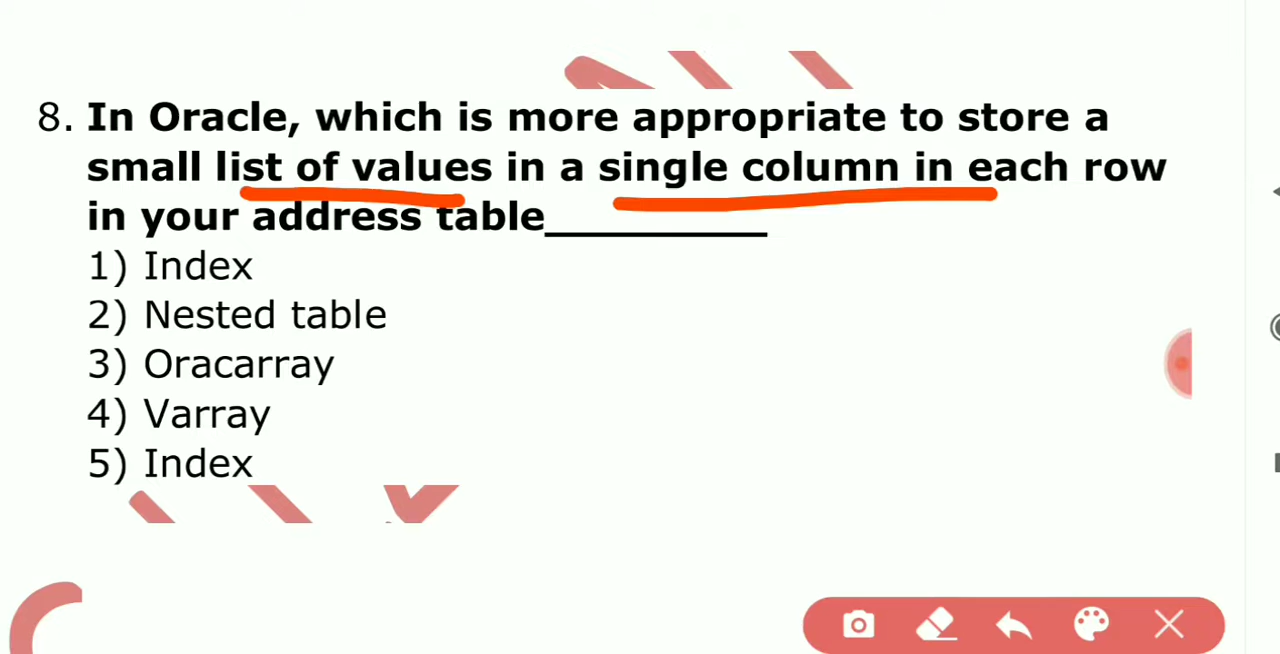 8. In Oracle, which is more appropriate to store a
small list of values in a single column in each row
in your address table__________
1) Index
2) Nested table
3) Oracarray
4) Varray
5) Index